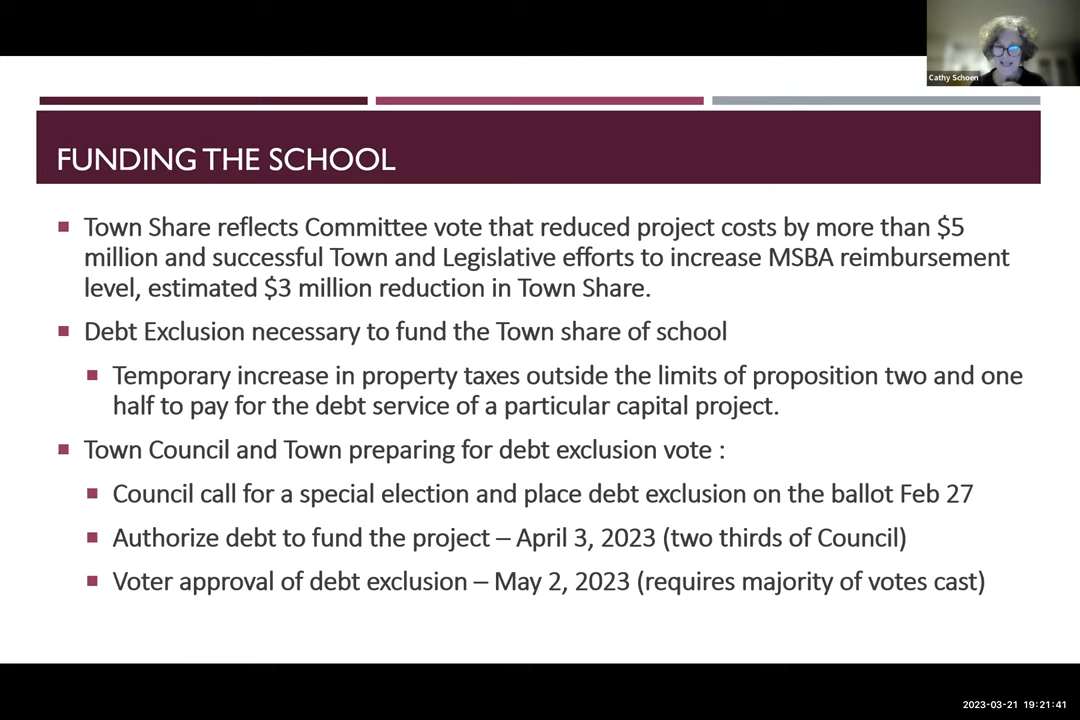 Cathy Schoen
FUNDING THE SCHOOL
Town Share reflects Committee vote that reduced project costs by more than $5
million and successful Town and Legislative efforts to increase MSBA reimbursement
level, estimated $3 million reduction in Town Share.
Debt Exclusion necessary to fund the Town share of school
Temporary increase in property taxes outside the limits of proposition two and one
half to pay for the debt service of a particular capital project.
Town Council and Town preparing for debt exclusion vote :
Council call for a special election and place debt exclusion on the ballot Feb 27
Authorize debt to fund the project – April 3, 2023 (two thirds of Council)
Voter approval of debt exclusion – May 2, 2023 (requires majority of votes cast)
2023-03-21 19:21:41